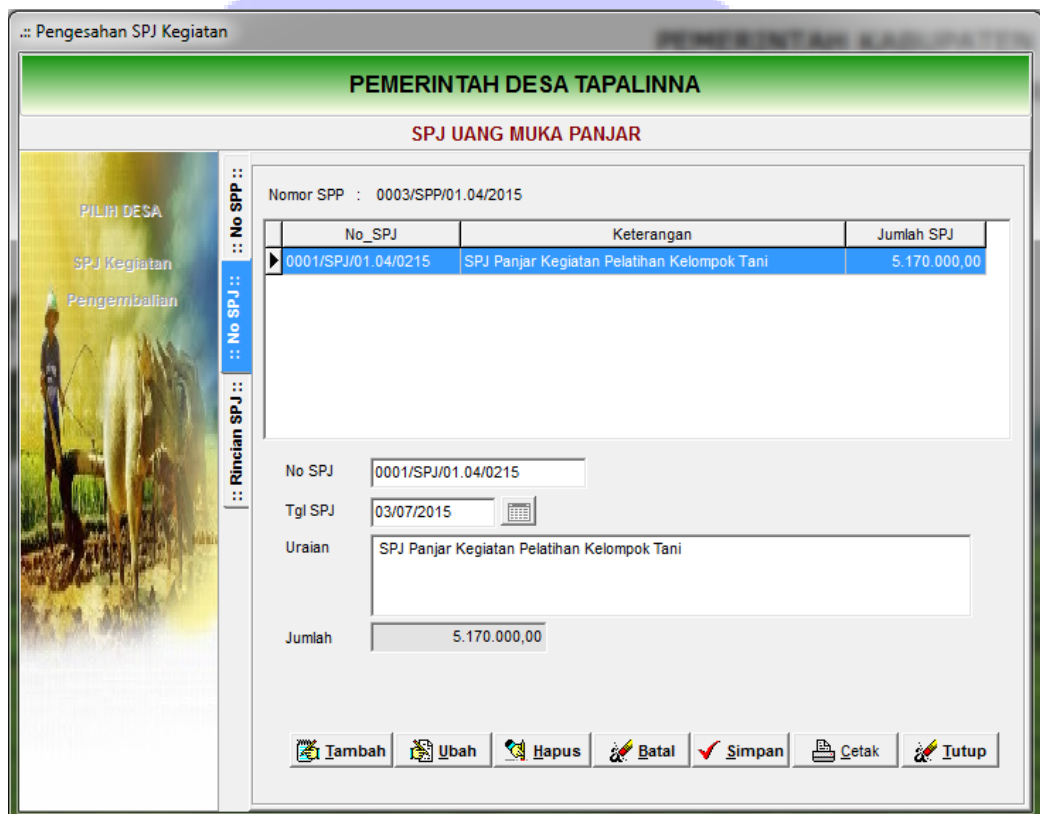 .:: Pengesahan SPJ Kegiatan
PEMERINTAH KABUPATEN
PEMERINTAH DESA TAPALINNA
SPJ UANG MUKA PANJAR
PILIH DESA
SPJ Kegiatan
Pengembalian
:: No SPP ::
:: No SPJ ::
:: Rincian SPJ ::
Nomor SPP : 0003/SPP/01.04/2015
No_SPJ Keterangan Jumlah SPJ
0001/SPJ/01.04/0215 SPJ Panjar Kegiatan Pelatihan Kelompok Tani 5.170.000,00
No SPJ 0001/SPJ/01.04/0215
Tgl SPJ 03/07/2015
Uraian SPJ Panjar Kegiatan Pelatihan Kelompok Tani
Jumlah 5.170.000,00
Tambah Ubah Hapus Batal Simpan Cetak Tutup